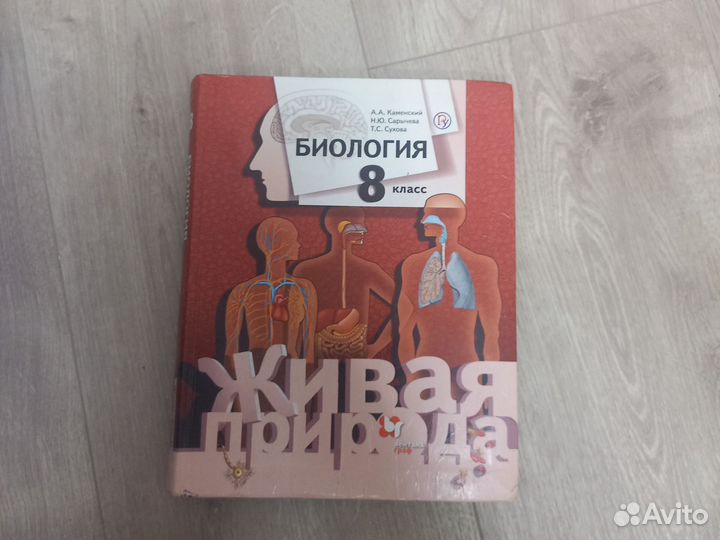 А.А. Каменский
Н.Ю. Сарычева
Т.С. Сухова
БИОЛОГИЯ
8 класс
Живая
природа
Avito